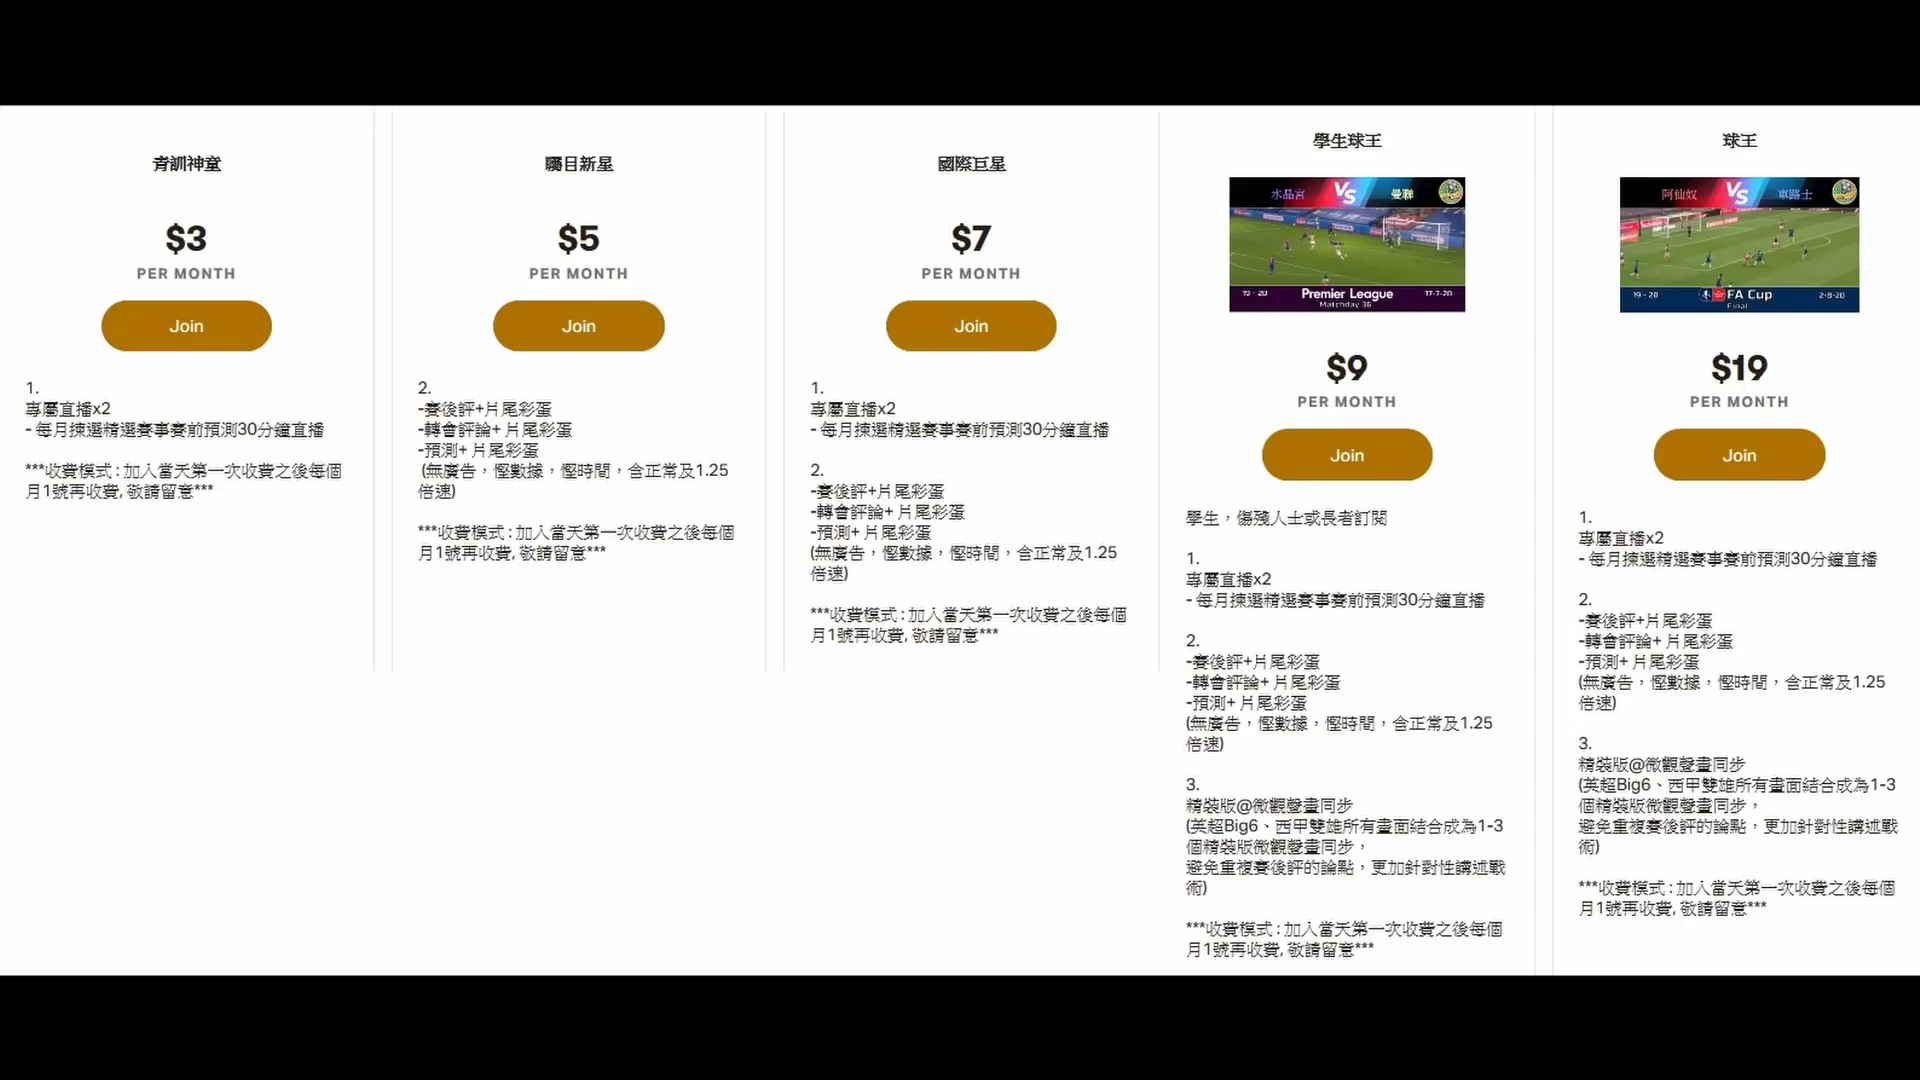 青訓神童
$3
PER MONTH
Join
1.
專屬直播x2
- 每月揀選精選賽事賽前預測30分鐘直播
***收費模式 : 加入當天第一次收費之後每個
月1號再收費, 敬請留意***
矚目新星
$5
PER MONTH
Join
2.
-賽後評+片尾彩蛋
-轉會評論+ 片尾彩蛋
-預測+ 片尾彩蛋
(無廣告，慳數據，慳時間，含正常及1.25
倍速)
***收費模式 : 加入當天第一次收費之後每個
月1號再收費, 敬請留意***
國際巨星
$7
PER MONTH
Join
1.
專屬直播x2
- 每月揀選精選賽事賽前預測30分鐘直播
2.
-賽後評+片尾彩蛋
-轉會評論+ 片尾彩蛋
-預測+ 片尾彩蛋
(無廣告，慳數據，慳時間，含正常及1.25
倍速)
***收費模式 : 加入當天第一次收費之後每個
月1號再收費, 敬請留意***
學生球王
水晶宮 VS 曼聯
19 - 20 Premier League 17-7-20
Matchday 36
$9
PER MONTH
Join
學生，傷殘人士或長者訂閱
1.
專屬直播x2
- 每月揀選精選賽事賽前預測30分鐘直播
2.
-賽後評+片尾彩蛋
-轉會評論+ 片尾彩蛋
-預測+ 片尾彩蛋
(無廣告，慳數據，慳時間，含正常及1.25
倍速)
3.
精裝版@微觀聲畫同步
(英超Big6、西甲雙雄所有畫面結合成為1-3
個精裝版微觀聲畫同步，
避免重複賽後評的論點，更加針對性講述戰
術)
***收費模式 : 加入當天第一次收費之後每個
月1號再收費, 敬請留意***
球王
阿仙奴 VS 車路士
19 - 20 FA Cup 2-8-20
Final
$19
PER MONTH
Join
1.
專屬直播x2
- 每月揀選精選賽事賽前預測30分鐘直播
2.
-賽後評+片尾彩蛋
-轉會評論+ 片尾彩蛋
-預測+ 片尾彩蛋
(無廣告，慳數據，慳時間，含正常及1.25
倍速)
3.
精裝版@微觀聲畫同步
(英超Big6、西甲雙雄所有畫面結合成為1-3
個精裝版微觀聲畫同步，
避免重複賽後評的論點，更加針對性講述戰
術)
***收費模式 : 加入當天第一次收費之後每個
月1號再收費, 敬請留意***